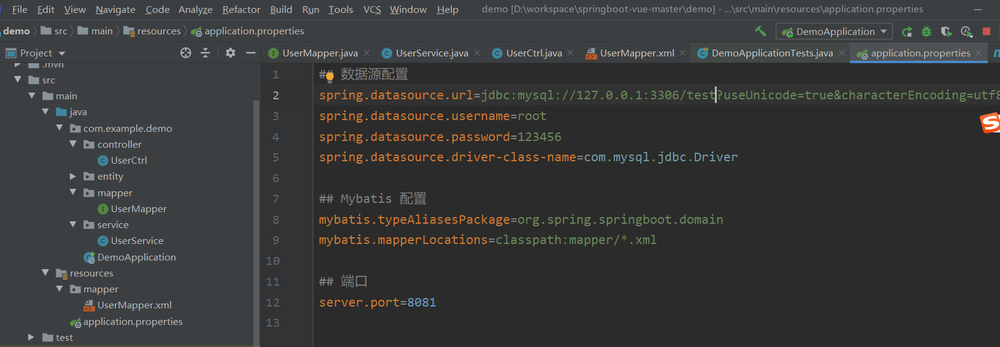 File Edit View Navigate Code Analyze Refactor Build Run Tools VCS Window Help demo [D:\workspace\springboot-vue-master\demo] - ...\src\main\resources\application.properties
demo src main resources application.properties DemoApplication
Project UserMapper.java UserService.java UserCtrl.java UserMapper.xml DemoApplicationTests.java application.properties
.mvn
src
main
java
com.example.demo
controller
UserCtrl
entity
mapper
UserMapper
service
UserService
DemoApplication
resources
mapper
UserMapper.xml
application.properties
test
1 ## 数据源配置
2 spring.datasource.url=jdbc:mysql://127.0.0.1:3306/test?useUnicode=true&characterEncoding=utf8
3 spring.datasource.username=root
4 spring.datasource.password=123456
5 spring.datasource.driver-class-name=com.mysql.jdbc.Driver
6
7 ## Mybatis 配置
8 mybatis.typeAliasesPackage=org.spring.springboot.domain
9 mybatis.mapperLocations=classpath:mapper/*.xml
10
11 ## 端口
12 server.port=8081
13